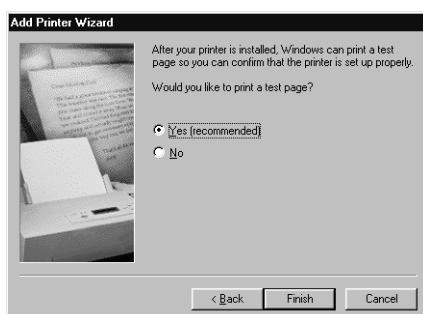 Add Printer Wizard
After your printer is installed, Windows can print a test
page so you can confirm that the printer is set up properly.
Would you like to print a test page?
Yes (recommended)
No
< Back
Finish
Cancel